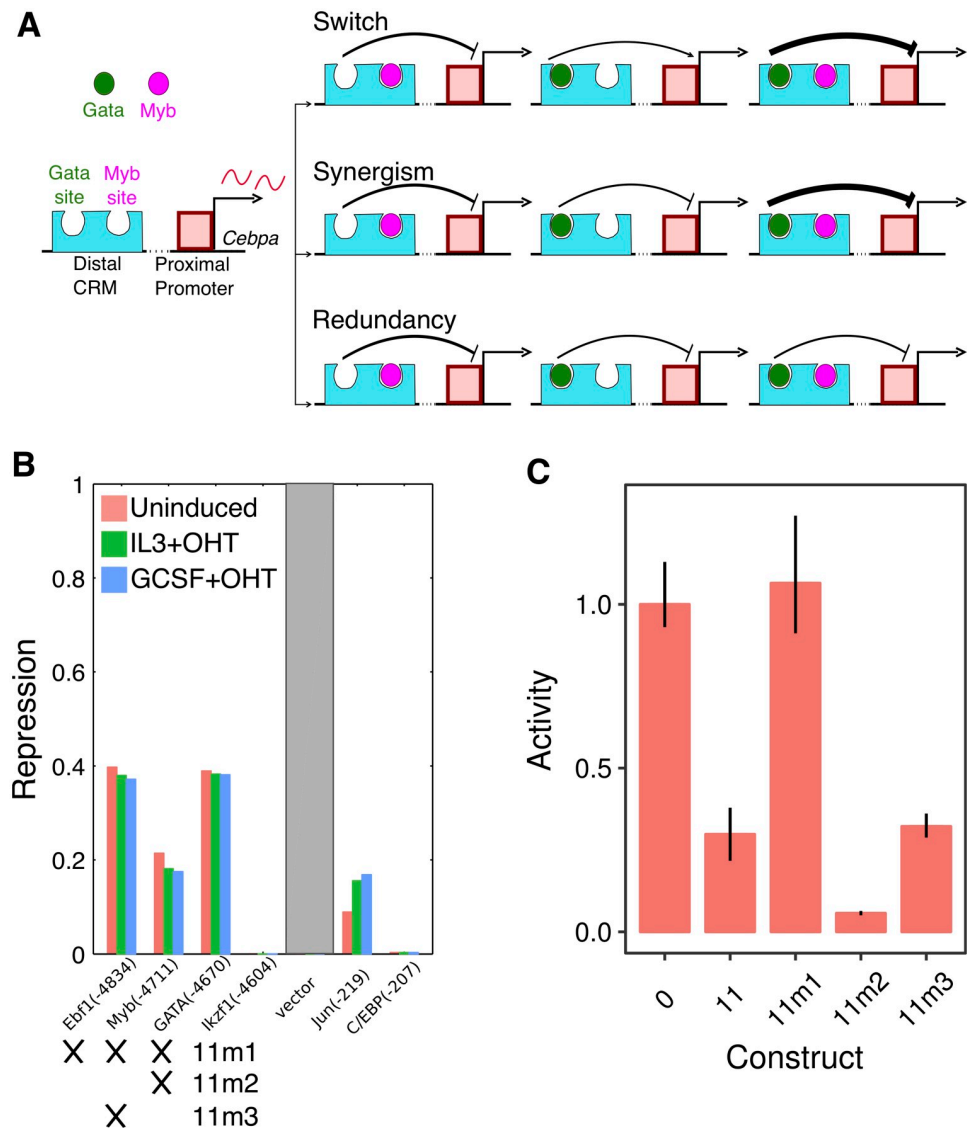 A
Switch
Gata Myb
Gata
site
Myb
site
Cebpa
Distal
CRM
Proximal
Promoter
Synergism
Redundancy
B
Repression
1
0.8
0.6
0.4
0.2
0
Uninduced
IL3+OHT
GCSF+OHT
Ebf1(-4834)
Myb(-4711)
GATA(-4670)
Ikzf1(-4604)
vector
Jun(-219)
C/EBP(-207)
X X X 11m1
X 11m2
X 11m3
C
Activity
1.0
0.5
0.0
0
11
11m1
11m2
11m3
Construct